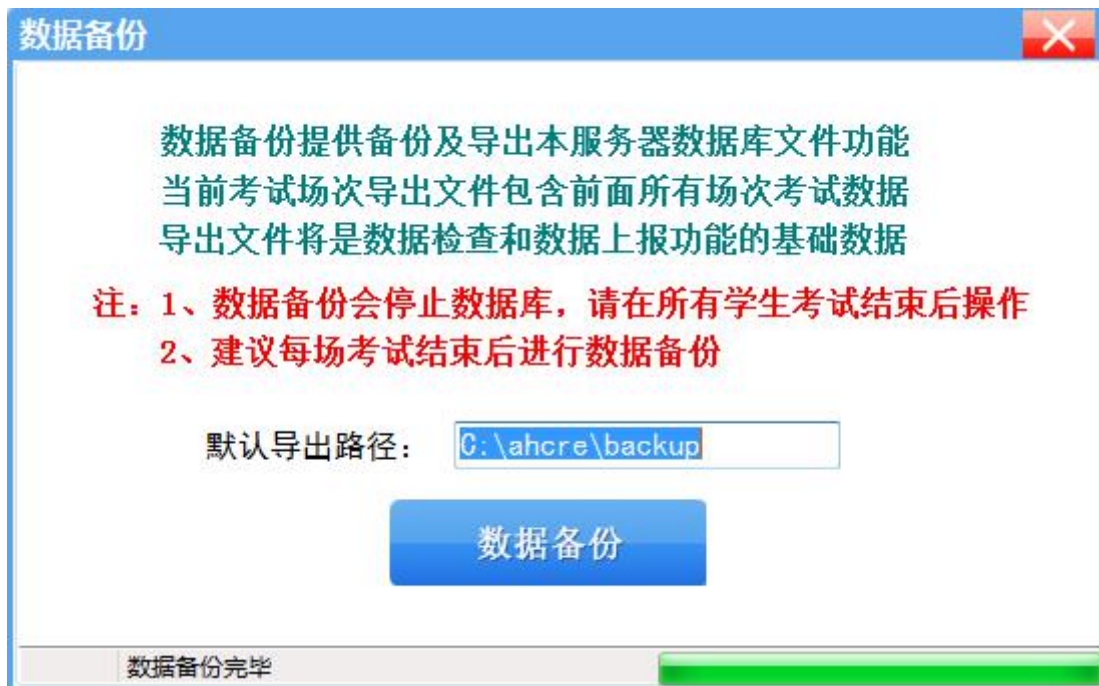 数据备份
数据备份提供备份及导出本服务器数据库文件功能
当前考试场次导出文件包含前面所有场次考试数据
导出文件将是数据检查和数据上报功能的基础数据
注：1、数据备份会停止数据库，请在所有学生考试结束后操作
2、建议每场考试结束后进行数据备份
默认导出路径： C:\ahcre\backup
数据备份
数据备份完毕